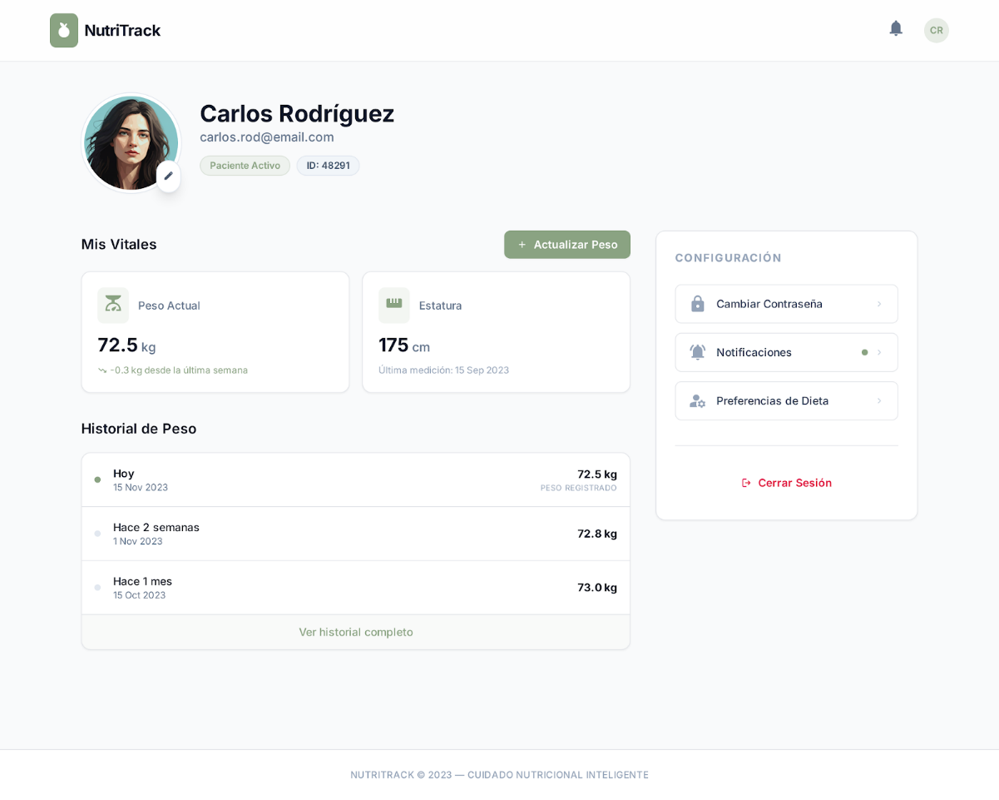 NutriTrack
CR
Carlos Rodríguez
carlos.rod@email.com
Paciente Activo
ID: 48291
Mis Vitales
+ Actualizar Peso
Peso Actual
72.5 kg
-0.3 kg desde la última semana
Estatura
175 cm
Última medición: 15 Sep 2023
Historial de Peso
Hoy
15 Nov 2023
72.5 kg
PESO REGISTRADO
Hace 2 semanas
1 Nov 2023
72.8 kg
Hace 1 mes
15 Oct 2023
73.0 kg
Ver historial completo
CONFIGURACIÓN
Cambiar Contraseña
Notificaciones
Preferencias de Dieta
Cerrar Sesión
NUTRITRACK © 2023 — CUIDADO NUTRICIONAL INTELIGENTE